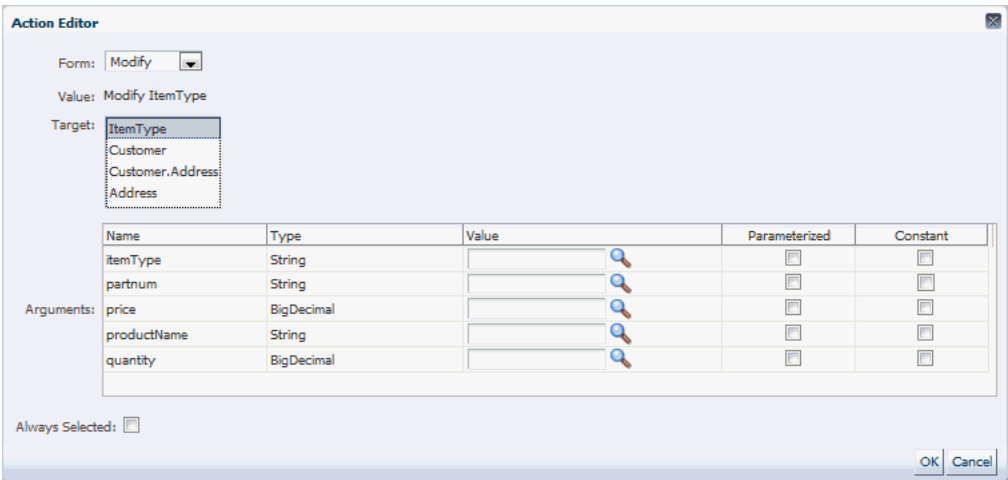 Action Editor
Form: Modify
Value: Modify ItemType
Target: ItemType
Customer
Customer.Address
Address
Name Type Value Parameterized Constant
itemType String
partnum String
Arguments: price BigDecimal
productName String
quantity BigDecimal
Always Selected:
OK Cancel